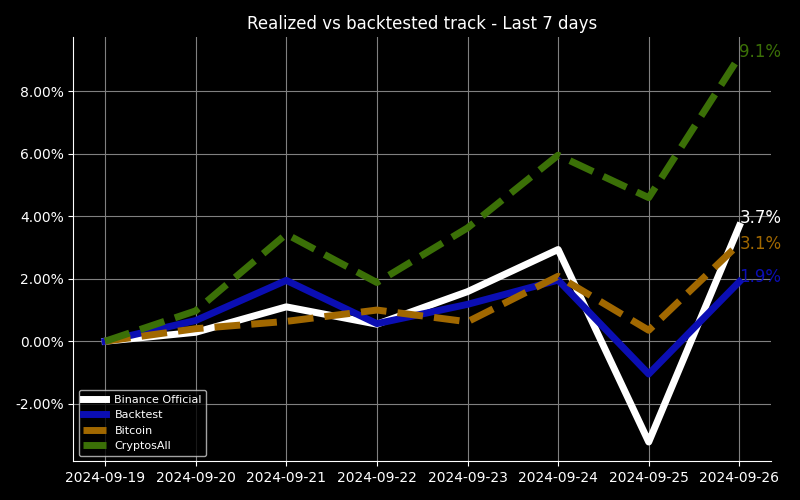 Realized vs backtested track - Last 7 days
9.1%
8.00%
6.00%
4.00%
3.7%
3.1%
2.00%
1.9%
0.00%
-2.00%
Binance Official
Backtest
Bitcoin
CryptosAll
2024-09-19 2024-09-20 2024-09-21 2024-09-22 2024-09-23 2024-09-24 2024-09-25 2024-09-26